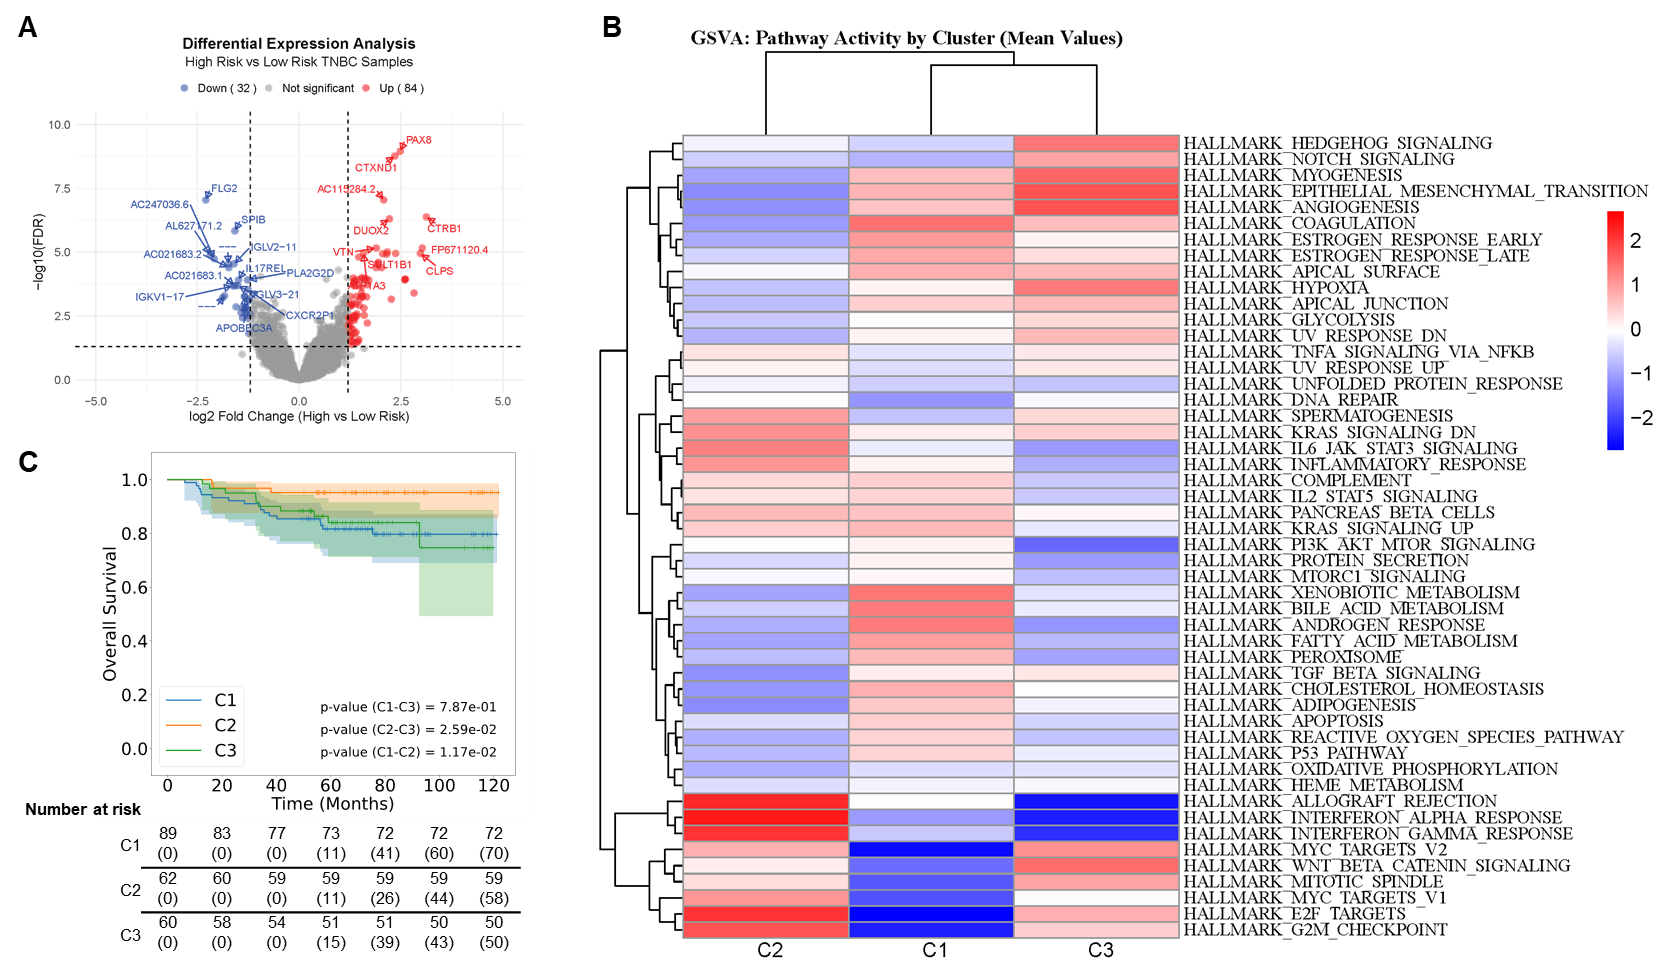 A
Differential Expression Analysis
High Risk vs Low Risk TNBC Samples
Down ( 32 )
Not significant
Up ( 84 )
−log10(FDR)
10.0
7.5
5.0
2.5
0.0
−5.0
−2.5
0.0
2.5
5.0
log2 Fold Change (High vs Low Risk)
PAX8
CTXND1
AC115284.2
DUOX2
CTRB1
VTN
FP671120.4
SULT1B1
CLPS
FLG2
AC247036.6
SPIB
AL627171.2
IGLV2−11
AC021683.2
IL17REL
PLA2G2D
AC021683.1
IGKV1−17
IGLV3−21
CXCR2P1
APOBEC3A
B
GSVA: Pathway Activity by Cluster (Mean Values)
HALLMARK_HEDGEHOG_SIGNALING
HALLMARK_NOTCH_SIGNALING
HALLMARK_MYOGENESIS
HALLMARK_EPITHELIAL_MESENCHYMAL_TRANSITION
HALLMARK_ANGIOGENESIS
HALLMARK_COAGULATION
HALLMARK_ESTROGEN_RESPONSE_EARLY
HALLMARK_ESTROGEN_RESPONSE_LATE
HALLMARK_APICAL_SURFACE
HALLMARK_HYPOXIA
HALLMARK_APICAL_JUNCTION
HALLMARK_GLYCOLYSIS
HALLMARK_UV_RESPONSE_DN
HALLMARK_TNFA_SIGNALING_VIA_NFKB
HALLMARK_UV_RESPONSE_UP
HALLMARK_UNFOLDED_PROTEIN_RESPONSE
HALLMARK_DNA_REPAIR
HALLMARK_SPERMATOGENESIS
HALLMARK_KRAS_SIGNALING_DN
HALLMARK_IL6_JAK_STAT3_SIGNALING
HALLMARK_INFLAMMATORY_RESPONSE
HALLMARK_COMPLEMENT
HALLMARK_IL2_STAT5_SIGNALING
HALLMARK_PANCREAS_BETA_CELLS
HALLMARK_KRAS_SIGNALING_UP
HALLMARK_PI3K_AKT_MTOR_SIGNALING
HALLMARK_PROTEIN_SECRETION
HALLMARK_MTORC1_SIGNALING
HALLMARK_XENOBIOTIC_METABOLISM
HALLMARK_BILE_ACID_METABOLISM
HALLMARK_ANDROGEN_RESPONSE
HALLMARK_FATTY_ACID_METABOLISM
HALLMARK_PEROXISOME
HALLMARK_TGF_BETA_SIGNALING
HALLMARK_CHOLESTEROL_HOMEOSTASIS
HALLMARK_ADIPOGENESIS
HALLMARK_APOPTOSIS
HALLMARK_REACTIVE_OXYGEN_SPECIES_PATHWAY
HALLMARK_P53_PATHWAY
HALLMARK_OXIDATIVE_PHOSPHORYLATION
HALLMARK_HEME_METABOLISM
HALLMARK_ALLOGRAFT_REJECTION
HALLMARK_INTERFERON_ALPHA_RESPONSE
HALLMARK_INTERFERON_GAMMA_RESPONSE
HALLMARK_MYC_TARGETS_V2
HALLMARK_WNT_BETA_CATENIN_SIGNALING
HALLMARK_MITOTIC_SPINDLE
HALLMARK_MYC_TARGETS_V1
HALLMARK_E2F_TARGETS
HALLMARK_G2M_CHECKPOINT
C2
C1
C3
2
1
0
−1
−2
C
Overall Survival
1.0
0.8
0.6
0.4
0.2
0.0
C1
C2
C3
p-value (C1-C3) = 7.87e-01
p-value (C2-C3) = 2.59e-02
p-value (C1-C2) = 1.17e-02
0 20 40 60 80 100 120
Time (Months)
Number at risk
C1
89 83 77 73 72 72 72
(0) (0) (0) (11) (41) (60) (70)
C2
62 60 59 59 59 59 59
(0) (0) (0) (11) (26) (44) (58)
C3
60 58 54 51 51 50 50
(0) (0) (0) (15) (39) (43) (50)